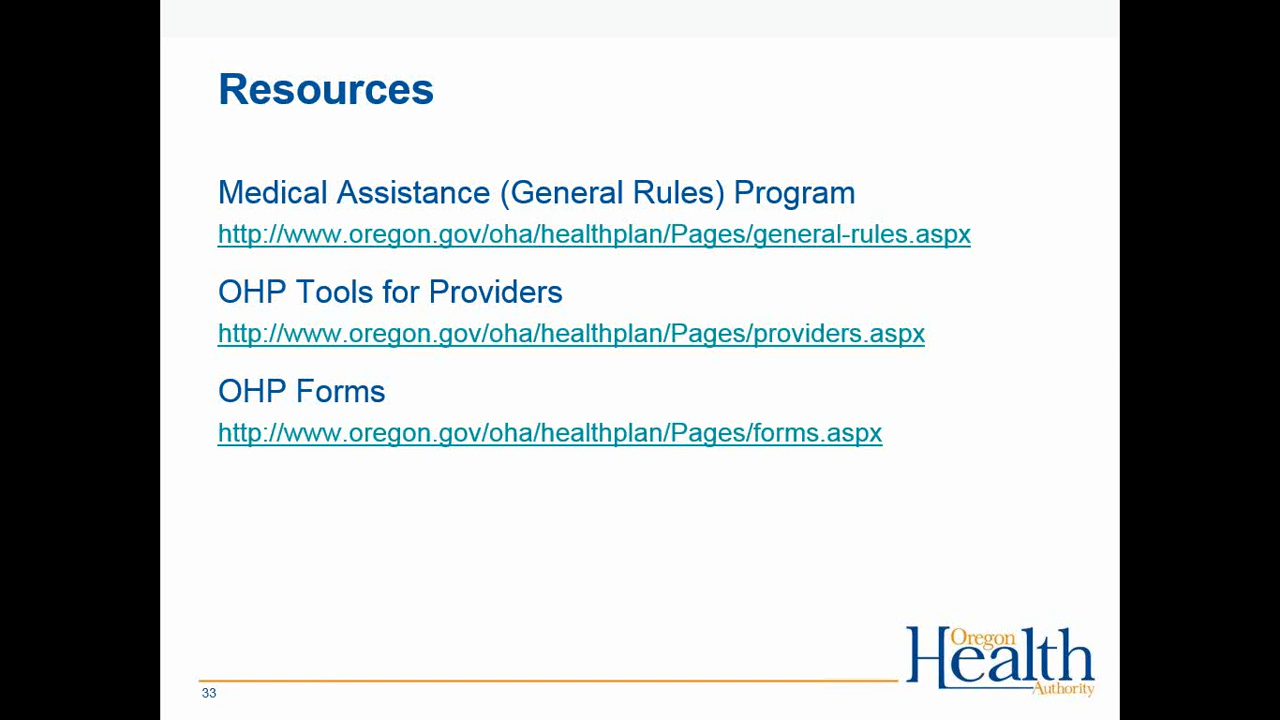 Resources
Medical Assistance (General Rules) Program
http://www.oregon.gov/oha/healthplan/Pages/general-rules.aspx
OHP Tools for Providers
http://www.oregon.gov/oha/healthplan/Pages/providers.aspx
OHP Forms
http://www.oregon.gov/oha/healthplan/Pages/forms.aspx
Oregon
Health
Authority
33